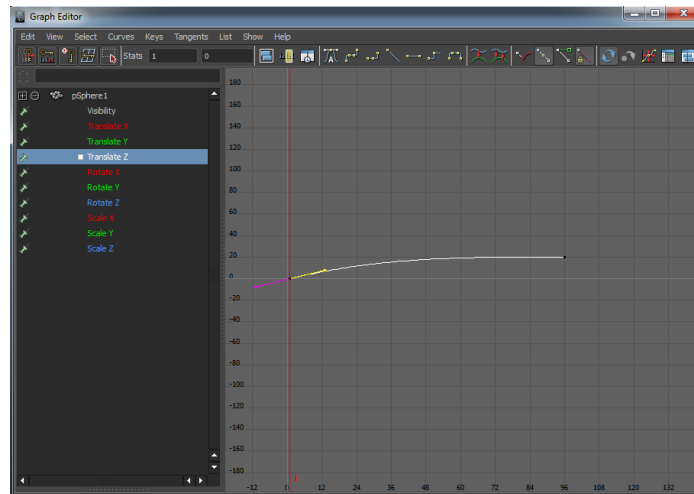 Graph Editor
Edit View Select Curves Keys Tangents List Show Help
Stats 1 0
pSphere1
Visibility
Translate X
Translate Y
Translate Z
Rotate X
Rotate Y
Rotate Z
Scale X
Scale Y
Scale Z
180
160
140
120
100
80
60
40
20
0
-20
-40
-60
-80
-100
-120
-140
-160
-180
1
-12 0 12 24 36 48 60 72 84 96 108 120 132